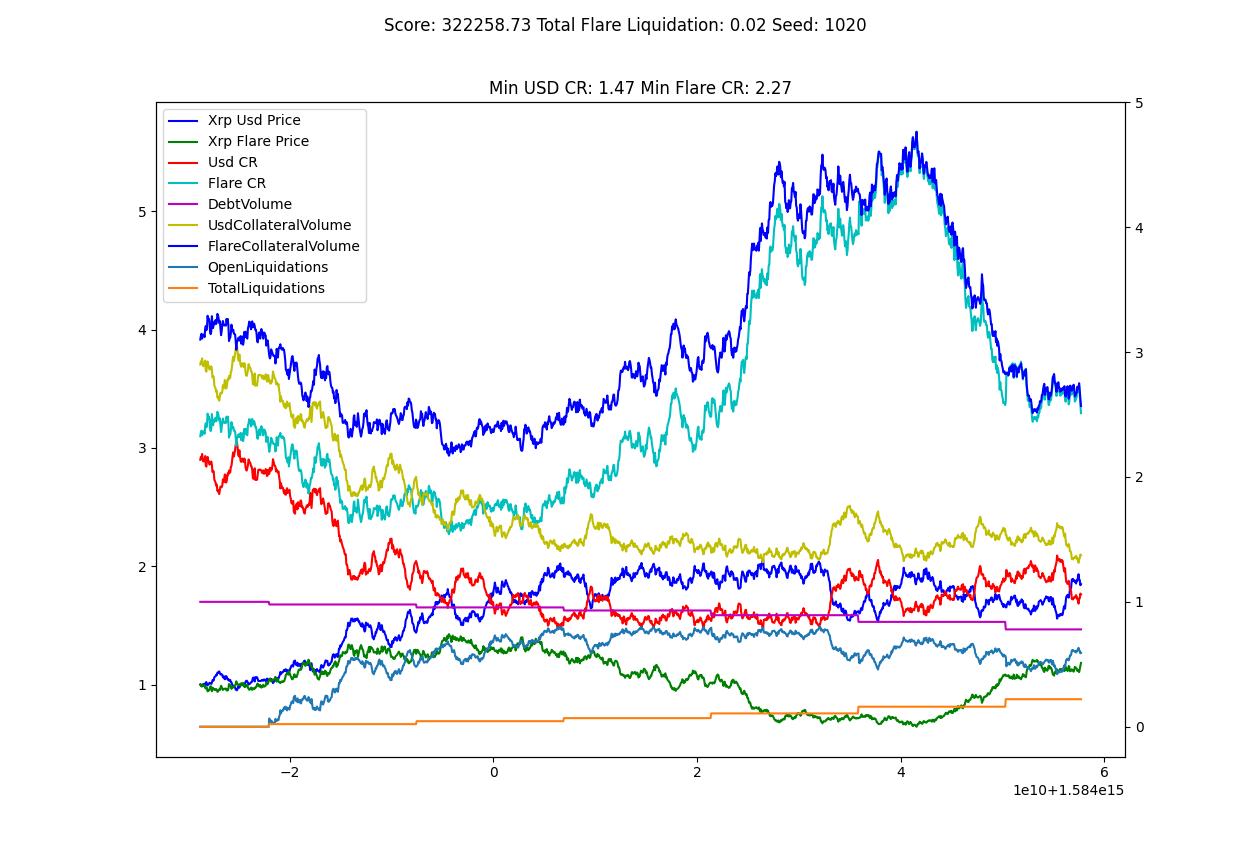 Score: 322258.73 Total Flare Liquidation: 0.02 Seed: 1020
Min USD CR: 1.47 Min Flare CR: 2.27
Xrp Usd Price
Xrp Flare Price
Usd CR
Flare CR
DebtVolume
UsdCollateralVolume
FlareCollateralVolume
OpenLiquidations
TotalLiquidations
5
4
3
2
1
5
4
3
2
1
0
−2 0 2 4 6
1e10+1.584e15